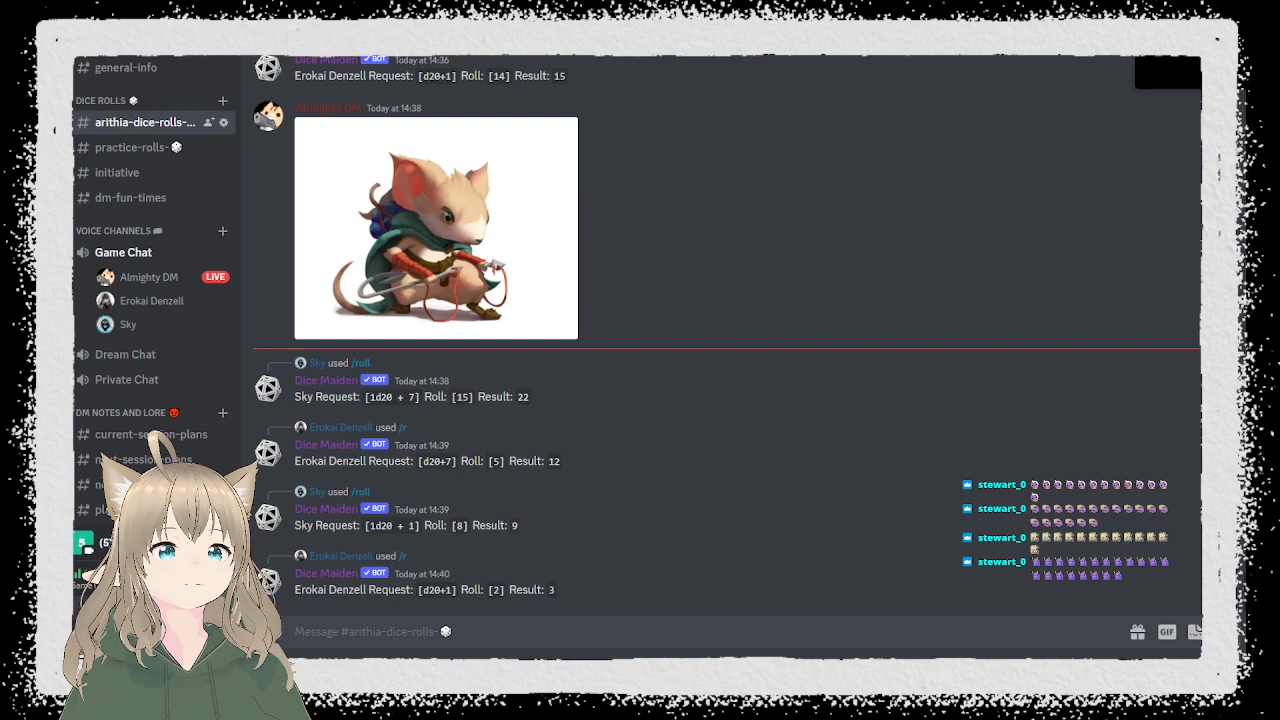 general-info
DICE ROLLS
arithia-dice-rolls-...
practice-rolls-
initiative
dm-fun-times
VOICE CHANNELS
Game Chat
Almighty DM LIVE
Erokai Denzell
Sky
Dream Chat
Private Chat
DM NOTES AND LORE
Dice Maiden BOT Today at 14:36
Erokai Denzell Request: [d20+1] Roll: [14] Result: 15
Almighty DM Today at 14:38
Sky used /roll
Dice Maiden BOT Today at 14:38
Sky Request: [1d20 + 7] Roll: [15] Result: 22
Erokai Denzell used /r
Dice Maiden BOT Today at 14:39
Erokai Denzell Request: [d20+7] Roll: [5] Result: 12
Sky used /roll
Dice Maiden BOT Today at 14:39
Sky Request: [1d20 + 1] Roll: [8] Result: 9
Erokai Denzell used /r
Dice Maiden BOT Today at 14:40
Erokai Denzell Request: [d20+1] Roll: [2] Result: 3
Message #arithia-dice-rolls-
GIF
stewart_0
stewart_0
stewart_0
stewart_0